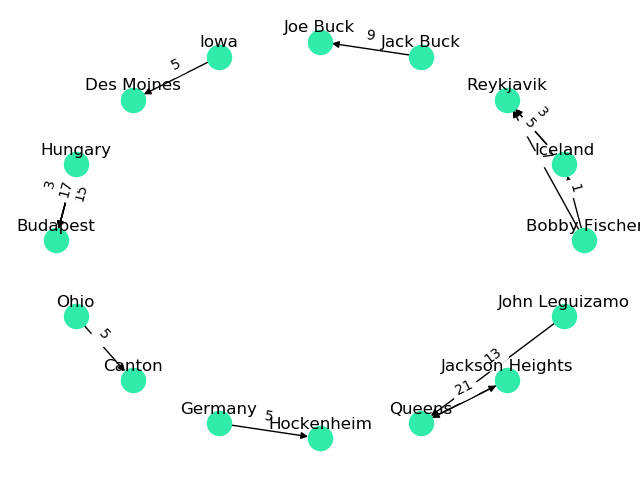 Joe Buck
Iowa
9
Jack Buck
5
Des Moines
Reykjavik
3
5
Hungary
Iceland
3
17
15
1
Budapest
Bobby Fischer
Ohio
John Leguizamo
5
13
Canton
Jackson Heights
21
Germany
5
Hockenheim
Queens